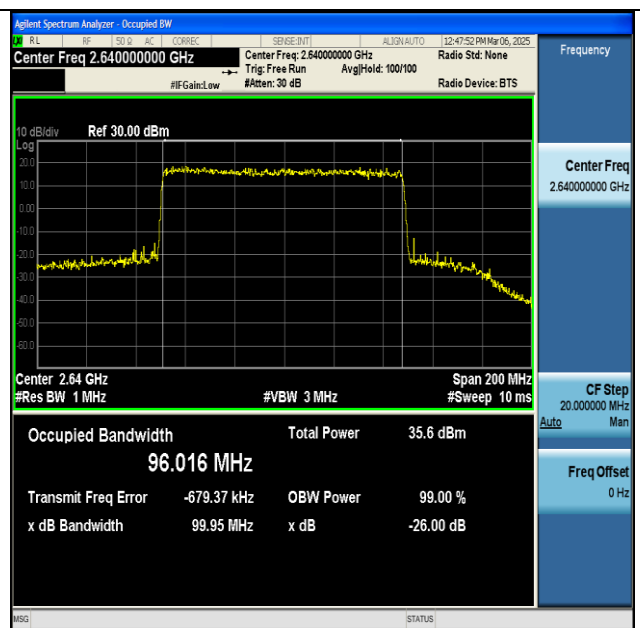 Agilent Spectrum Analyzer - Occupied BW
RL RF 50 Ω AC CORREC SENSE:INT ALIGN AUTO 12:47:52 PM Mar 06, 2025
Center Freq 2.640000000 GHz
Center Freq: 2.640000000 GHz
Radio Std: None
Trig: Free Run Avg|Hold: 100/100
#IFGain:Low
#Atten: 30 dB
Radio Device: BTS
10 dB/div
Ref 30.00 dBm
Log
20.0
10.0
0.00
-10.0
-20.0
-30.0
-40.0
-50.0
-60.0
Center 2.64 GHz
Span 200 MHz
#Res BW 1 MHz
#VBW 3 MHz
#Sweep 10 ms
Occupied Bandwidth
Total Power 35.6 dBm
96.016 MHz
Transmit Freq Error -679.37 kHz
OBW Power 99.00 %
x dB Bandwidth 99.95 MHz
x dB -26.00 dB
MSG
STATUS
Frequency
Center Freq
2.640000000 GHz
CF Step
20.000000 MHz
Auto Man
Freq Offset
0 Hz